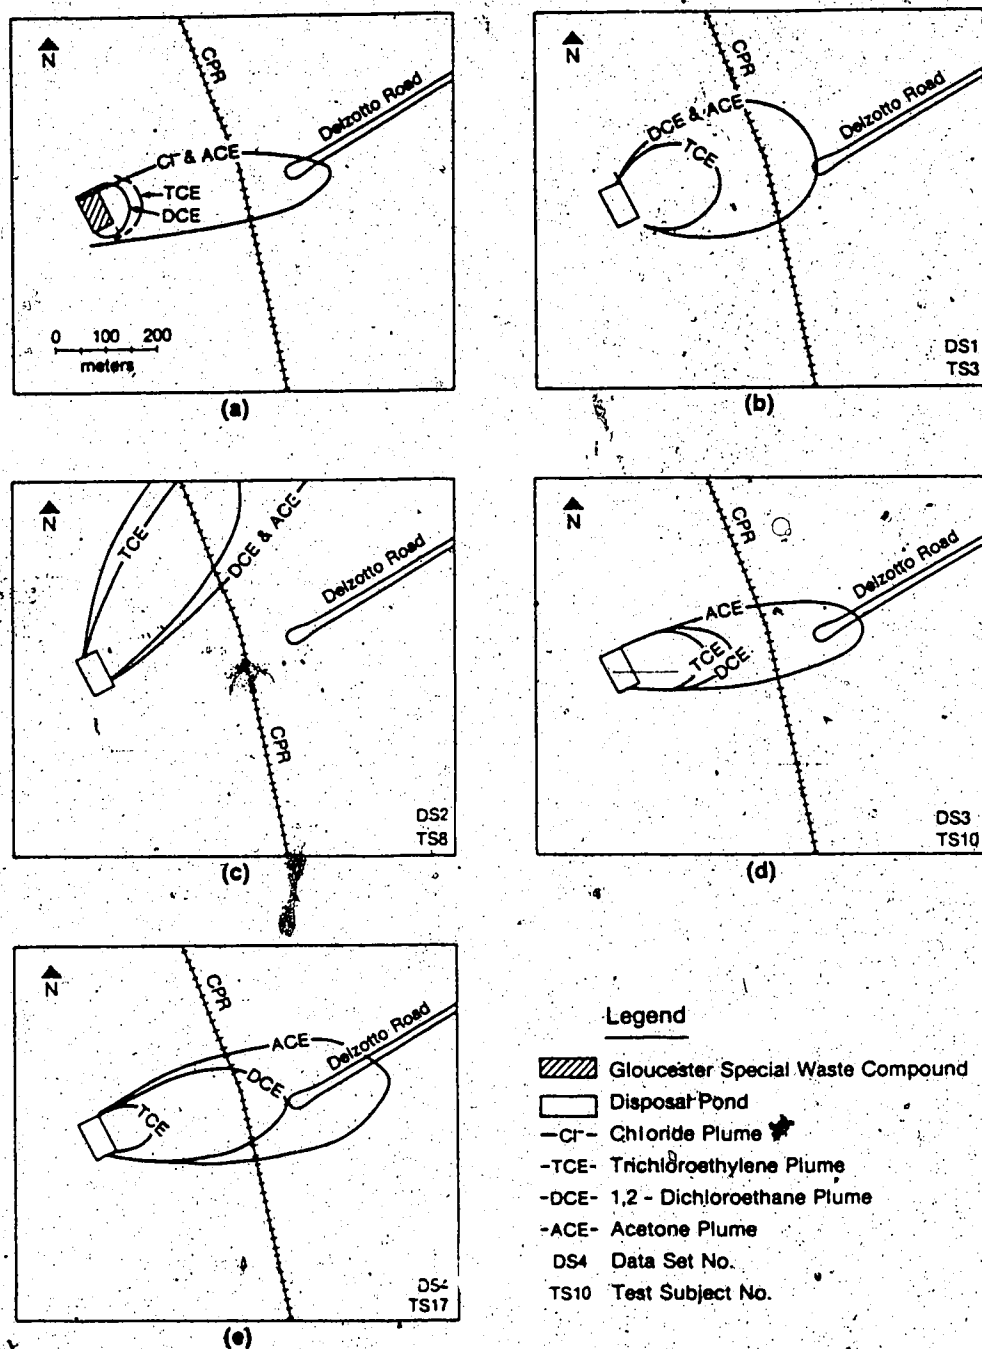 N
CPR
Delzotto Road
Cl⁻ & ACE
TCE
DCE
0 100 200
meters
(a)
N
CPR
DCE & ACE
TCE
Delzotto Road
DS1
TS3
(b)
N
TCE
DCE & ACE
Delzotto Road
CPR
DS2
TS8
(c)
N
CPR
Delzotto Road
ACE
TCE
DCE
DS3
TS10
(d)
N
CPR
ACE
Delzotto Road
DCE
TCE
DS4
TS17
(e)
Legend
Gloucester Special Waste Compound
Disposal Pond
-Cl⁻- Chloride Plume
-TCE- Trichloroethylene Plume
-DCE- 1,2 - Dichloroethane Plume
-ACE- Acetone Plume
DS4 Data Set No.
TS10 Test Subject No.